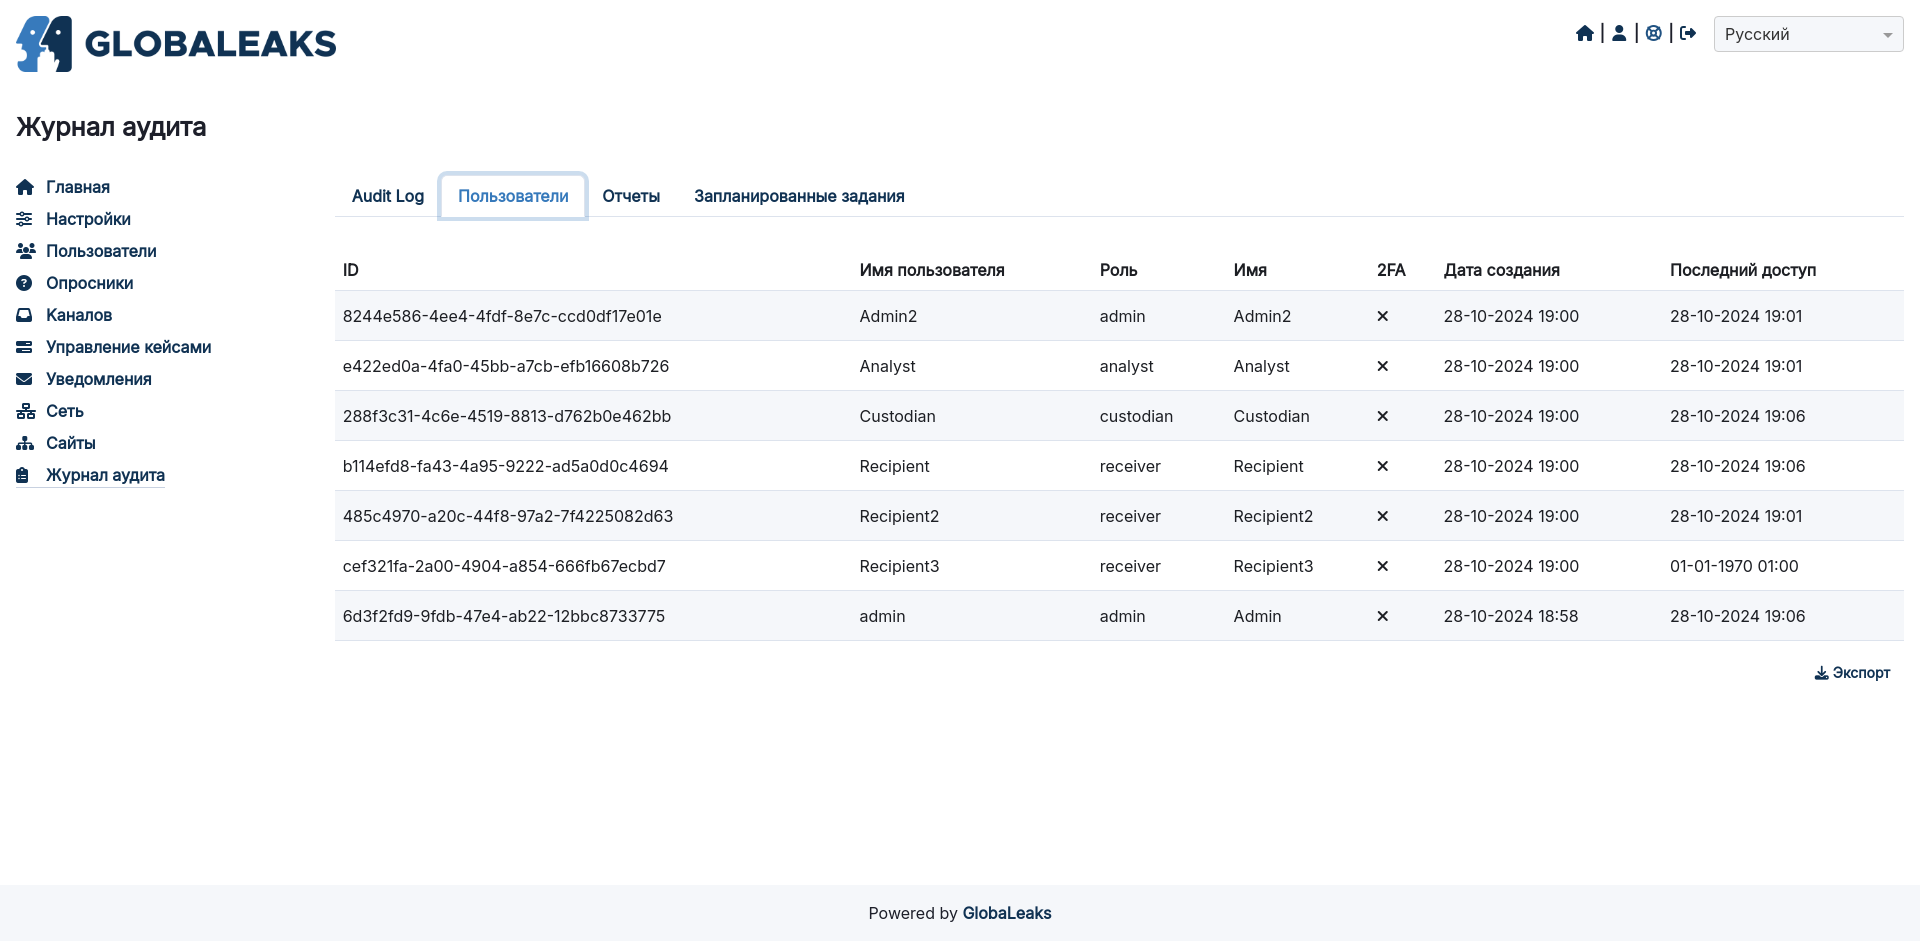 GLOBALEAKS
| | | Русский
Журнал аудита
Главная
Настройки
Пользователи
Опросники
Каналов
Управление кейсами
Уведомления
Сеть
Сайты
Журнал аудита
Audit Log Пользователи Отчеты Запланированные задания
ID Имя пользователя Роль Имя 2FA Дата создания Последний доступ
8244e586-4ee4-4fdf-8e7c-ccd0df17e01e Admin2 admin Admin2 28-10-2024 19:00 28-10-2024 19:01
e422ed0a-4fa0-45bb-a7cb-efb16608b726 Analyst analyst Analyst 28-10-2024 19:00 28-10-2024 19:01
288f3c31-4c6e-4519-8813-d762b0e462bb Custodian custodian Custodian 28-10-2024 19:00 28-10-2024 19:06
b114efd8-fa43-4a95-9222-ad5a0d0c4694 Recipient receiver Recipient 28-10-2024 19:00 28-10-2024 19:06
485c4970-a20c-44f8-97a2-7f4225082d63 Recipient2 receiver Recipient2 28-10-2024 19:00 28-10-2024 19:01
cef321fa-2a00-4904-a854-666fb67ecbd7 Recipient3 receiver Recipient3 28-10-2024 19:00 01-01-1970 01:00
6d3f2fd9-9fdb-47e4-ab22-12bbc8733775 admin admin Admin 28-10-2024 18:58 28-10-2024 19:06
Экспорт
Powered by GlobaLeaks